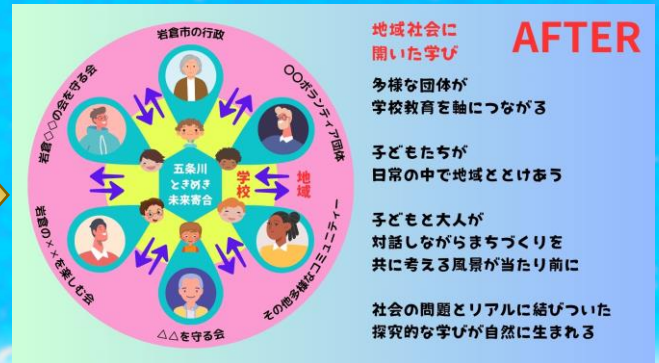 岩倉市の行政
〇〇ボランティア団体
その他多様なコミュニティー
△△を守る会
岩倉の××を楽しむ会
岩倉◇◇の会を守る会
五条川
ときめき
未来寄合
学校
地域
地域社会に
開いた学び
AFTER
多様な団体が
学校教育を軸につながる
子どもたちが
日常の中で地域ととけあう
子どもと大人が
対話しながらまちづくりを
共に考える風景が当たり前に
社会の問題とリアルに結びついた
探究的な学びが自然に生まれる